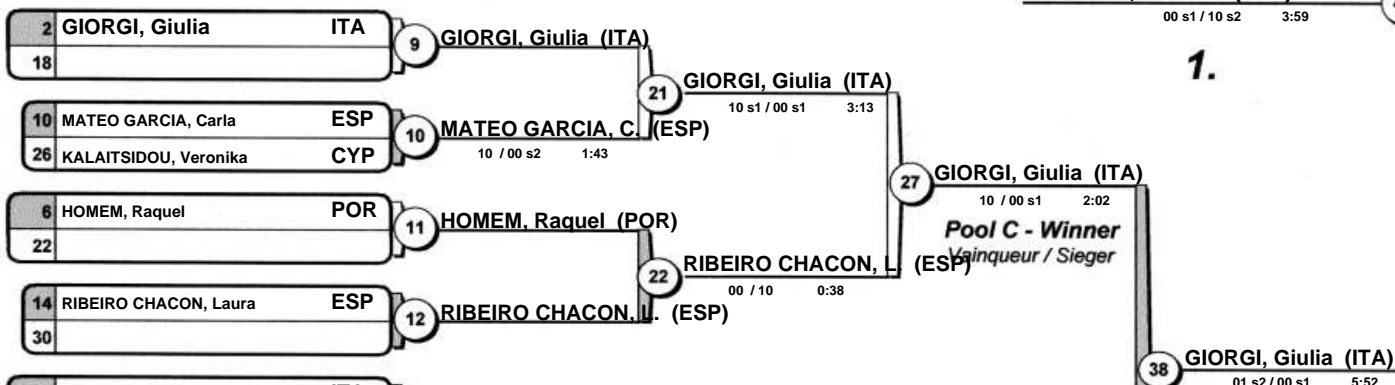 00 s1 / 10 s2 3:59
1.
2 GIORGI, Giulia ITA
18
9 GIORGI, Giulia (ITA)
21 GIORGI, Giulia (ITA)
10 s1 / 00 s1 3:13
10 MATEO GARCIA, Carla ESP
26 KALAITSIDOU, Veronika CYP
10 MATEO GARCIA, C. (ESP)
10 / 00 s2 1:43
27 GIORGI, Giulia (ITA)
10 / 00 s1 2:02
Pool C - Winner
Vainqueur / Sieger
6 HOMEM, Raquel POR
22
11 HOMEM, Raquel (POR)
22 RIBEIRO CHACON, L. (ESP)
00 / 10 0:38
14 RIBEIRO CHACON, Laura ESP
30
12 RIBEIRO CHACON, L. (ESP)
38 GIORGI, Giulia (ITA)
01 s2 / 00 s1 5:52